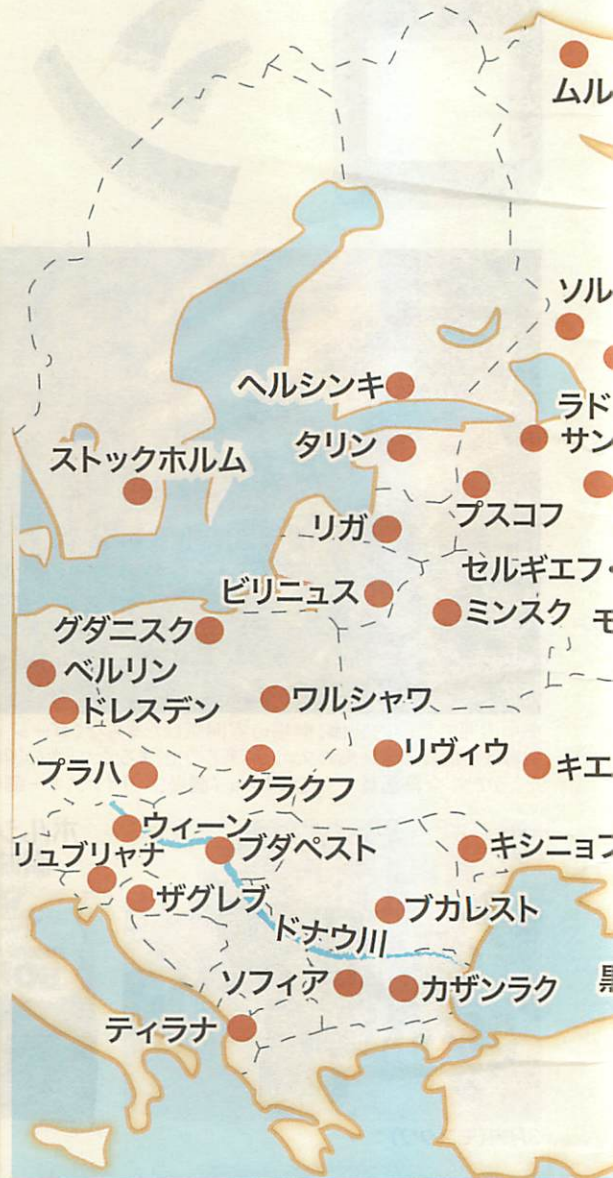 ムル
ソル
ヘルシンキ
ラド
タリン
サン
ストックホルム
プスコフ
リガ
セルギエフ・
ビリニュス
ミンスク
モ
グダニスク
ベルリン
ワルシャワ
ドレスデン
リヴィウ
プラハ
キエ
クラクフ
ウィーン
ブダペスト
キシニョフ
リュブリャナ
ザグレブ
ブカレスト
ドナウ川
ソフィア
カザンラク
黒
ティラナ